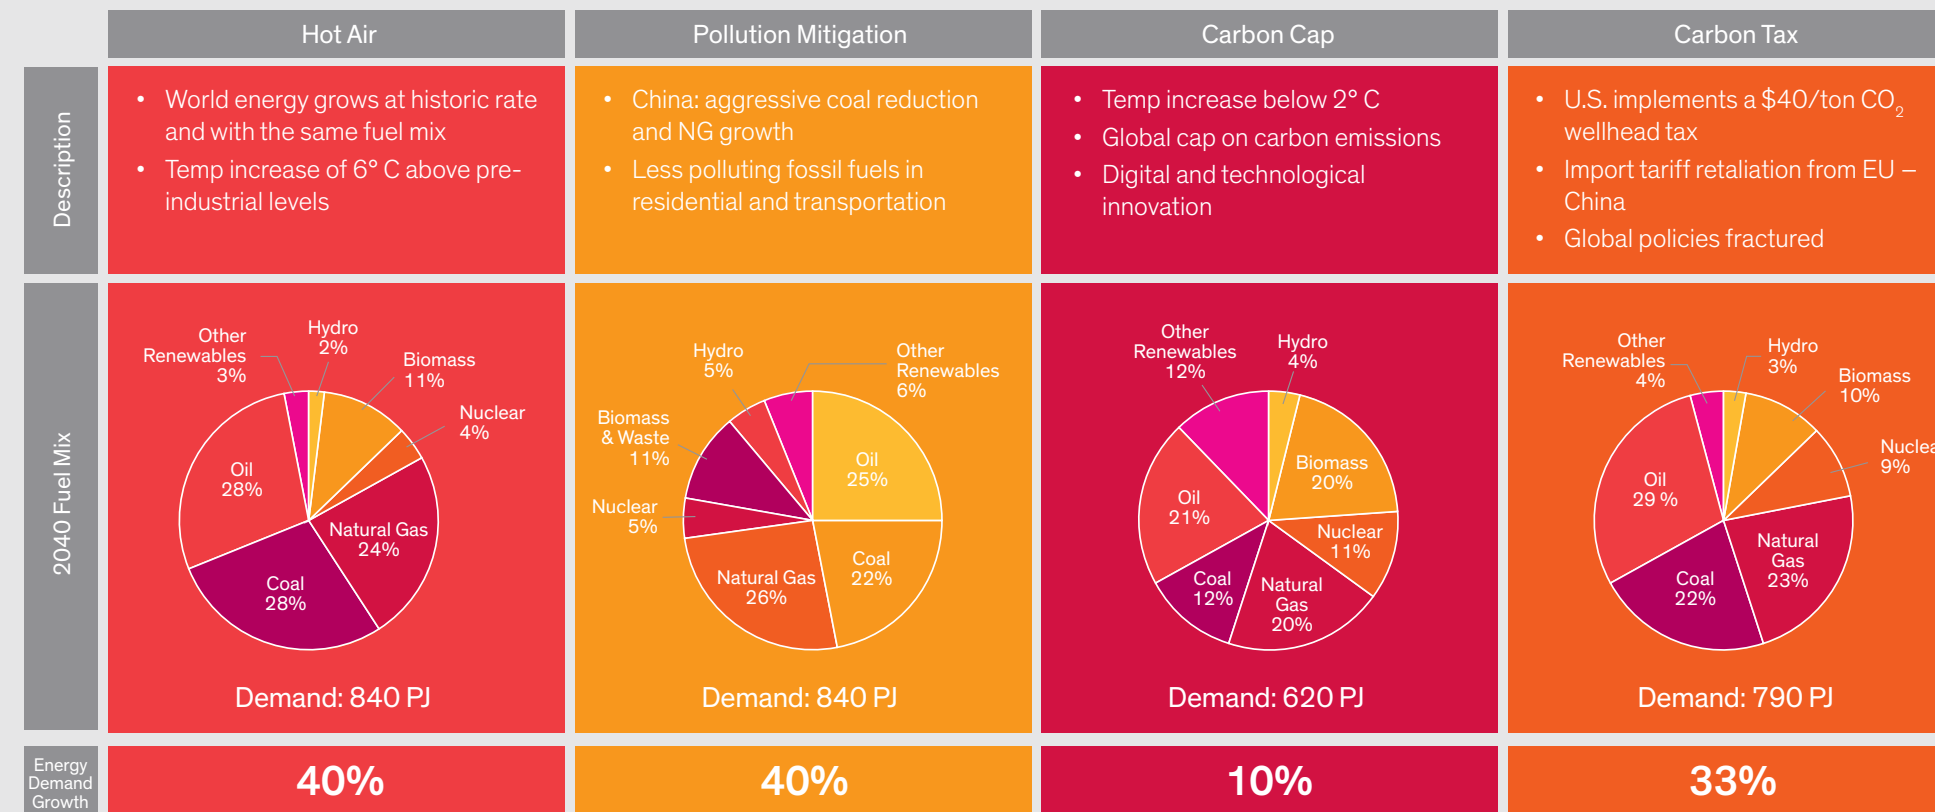 Hot Air
Pollution Mitigation
Carbon Cap
Carbon Tax
Description
• World energy grows at historic rate
and with the same fuel mix
• Temp increase of 6° C above pre-
industrial levels
• China: aggressive coal reduction
and NG growth
• Less polluting fossil fuels in
residential and transportation
• Temp increase below 2° C
• Global cap on carbon emissions
• Digital and technological
innovation
• U.S. implements a $40/ton CO₂
wellhead tax
• Import tariff retaliation from EU –
China
• Global policies fractured
2040 Fuel Mix
Other
Renewables
3%
Hydro
2%
Biomass
11%
Nuclear
4%
Oil
28%
Natural Gas
24%
Coal
28%
Demand: 840 PJ
Hydro
5%
Other
Renewables
6%
Biomass
& Waste
11%
Oil
25%
Nuclear
5%
Coal
22%
Natural Gas
26%
Demand: 840 PJ
Other
Renewables
12%
Hydro
4%
Biomass
20%
Oil
21%
Nuclear
11%
Coal
12%
Natural
Gas
20%
Demand: 620 PJ
Other
Renewables
4%
Hydro
3%
Biomass
10%
Nuclea
9%
Oil
29 %
Natural
Gas
23%
Coal
22%
Demand: 790 PJ
Energy
Demand
Growth
40%
40%
10%
33%